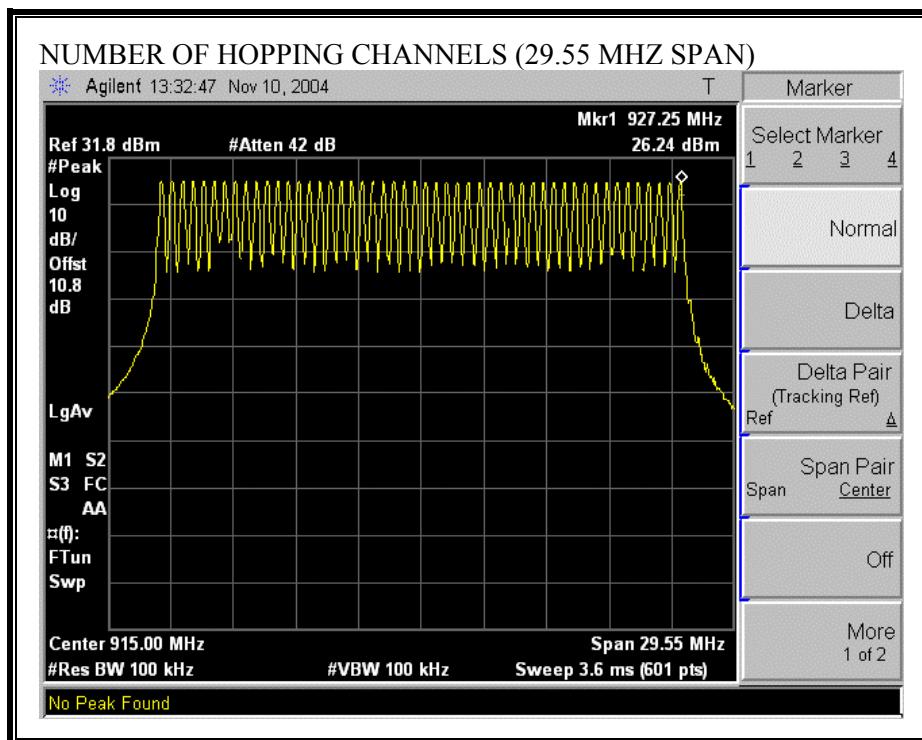 NUMBER OF HOPPING CHANNELS (29.55 MHZ SPAN)
Agilent 13:32:47 Nov 10, 2004 T
Mkr1 927.25 MHz
Ref 31.8 dBm #Atten 42 dB 26.24 dBm
#Peak
Log
10
dB/
Offst
10.8
dB
LgAv
M1 S2
S3 FC
AA
¤(f):
FTun
Swp
Center 915.00 MHz Span 29.55 MHz
#Res BW 100 kHz #VBW 100 kHz Sweep 3.6 ms (601 pts)
No Peak Found
Marker
Select Marker
1 2 3 4
Normal
Delta
Delta Pair
(Tracking Ref)
Ref Δ
Span Pair
Span Center
Off
More
1 of 2